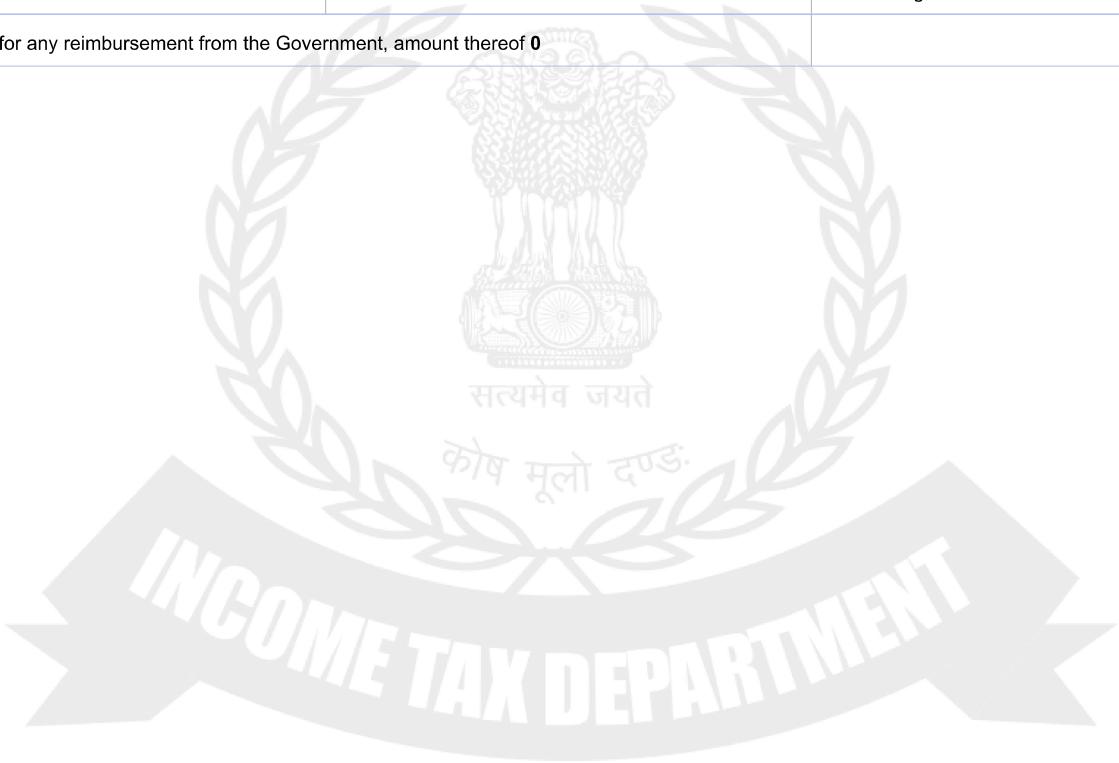 for any reimbursement from the Government, amount thereof 0
सत्यमेव जयते
कोष मूलो दण्डः
INCOME TAX DEPARTMENT